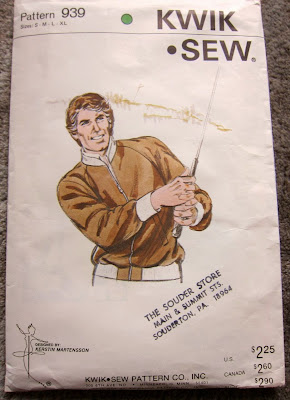 Pattern 939
Size: S - M - L - XL
KWIK
• SEW®
THE SOUDER STORE
MAIN & SUMMIT STS.
SOUDERTON, PA. 18964
DESIGNED BY
KERSTIN MARTENSSON
U.S. $2.25
CANADA $2.60
$2.90
KWIK • SEW PATTERN CO., INC.